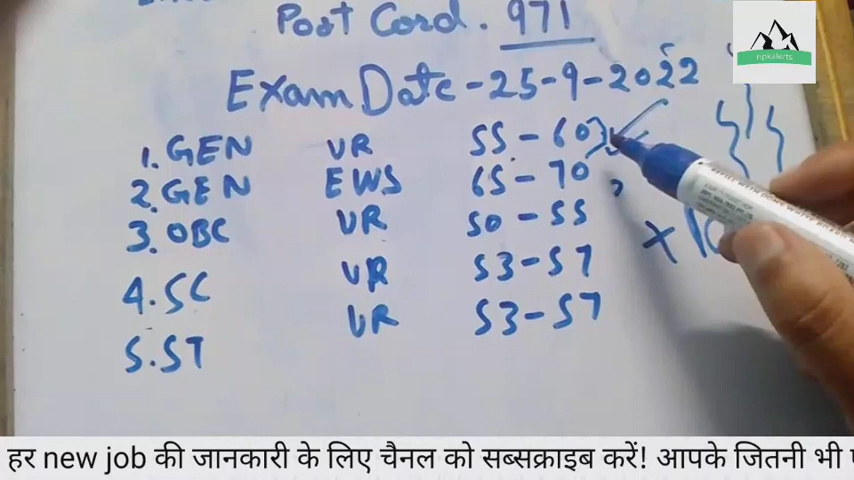 Post Cord. 971
npkalerts
Exam Date-25-9-2022
1. GEN VR 55-60
2. GEN EWS 65-70
3. OBC VR 50-55
4. SC VR 53-57
5. ST VR 53-57
हर new job की जानकारी के लिए चैनल को सब्सक्राइब करें! आपके जितनी भी